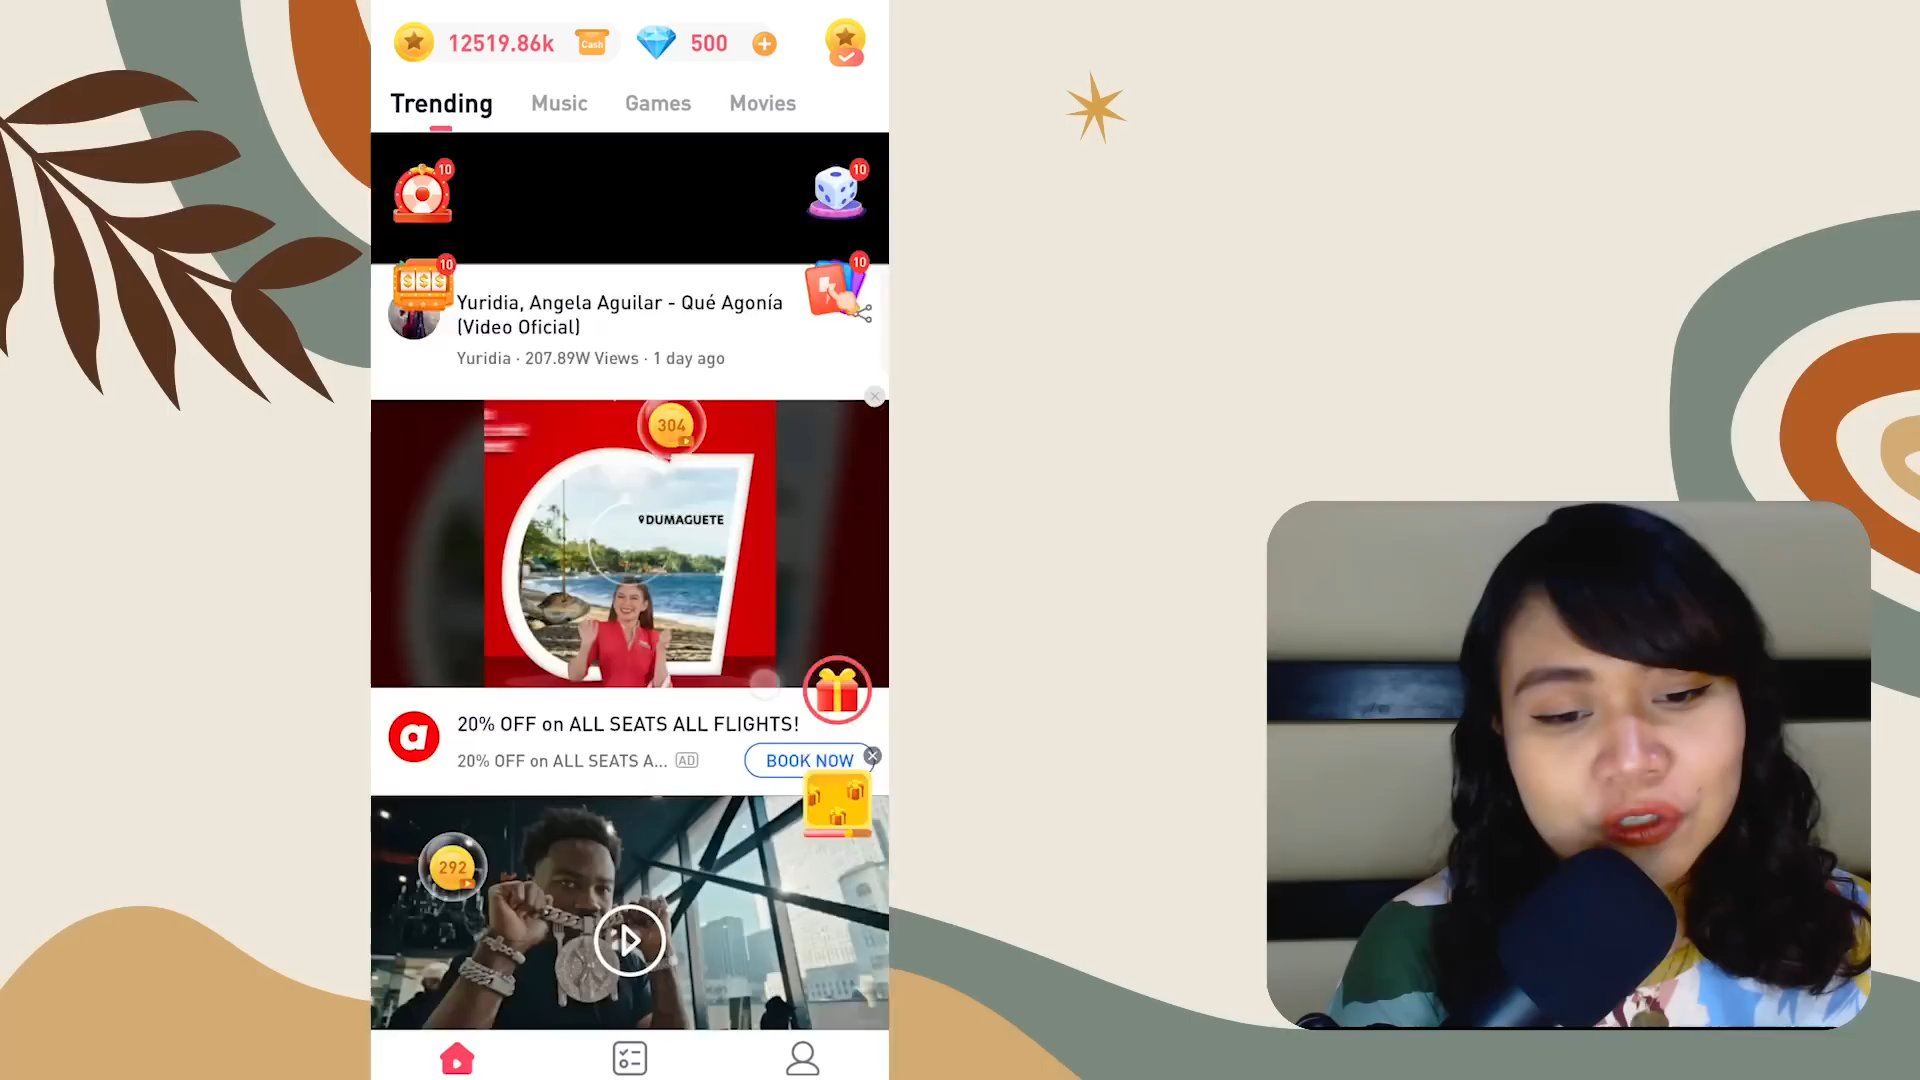 12519.86k
Cash
500
Trending
Music
Games
Movies
10
10
10
10
$$$
Yuridia, Angela Aguilar - Qué Agonía
(Video Oficial)
Yuridia · 207.89W Views · 1 day ago
304
DUMAGUETE
a
20% OFF on ALL SEATS ALL FLIGHTS!
20% OFF on ALL SEATS A... AD
BOOK NOW
292